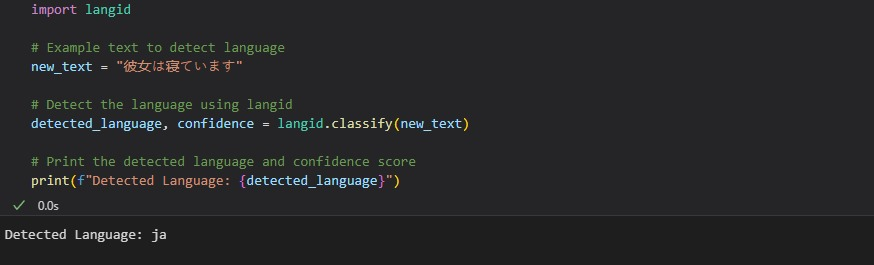 import langid
# Example text to detect language
new_text = "彼女は寝ています"
# Detect the language using langid
detected_language, confidence = langid.classify(new_text)
# Print the detected language and confidence score
print(f"Detected Language: {detected_language}")
0.0s
Detected Language: ja